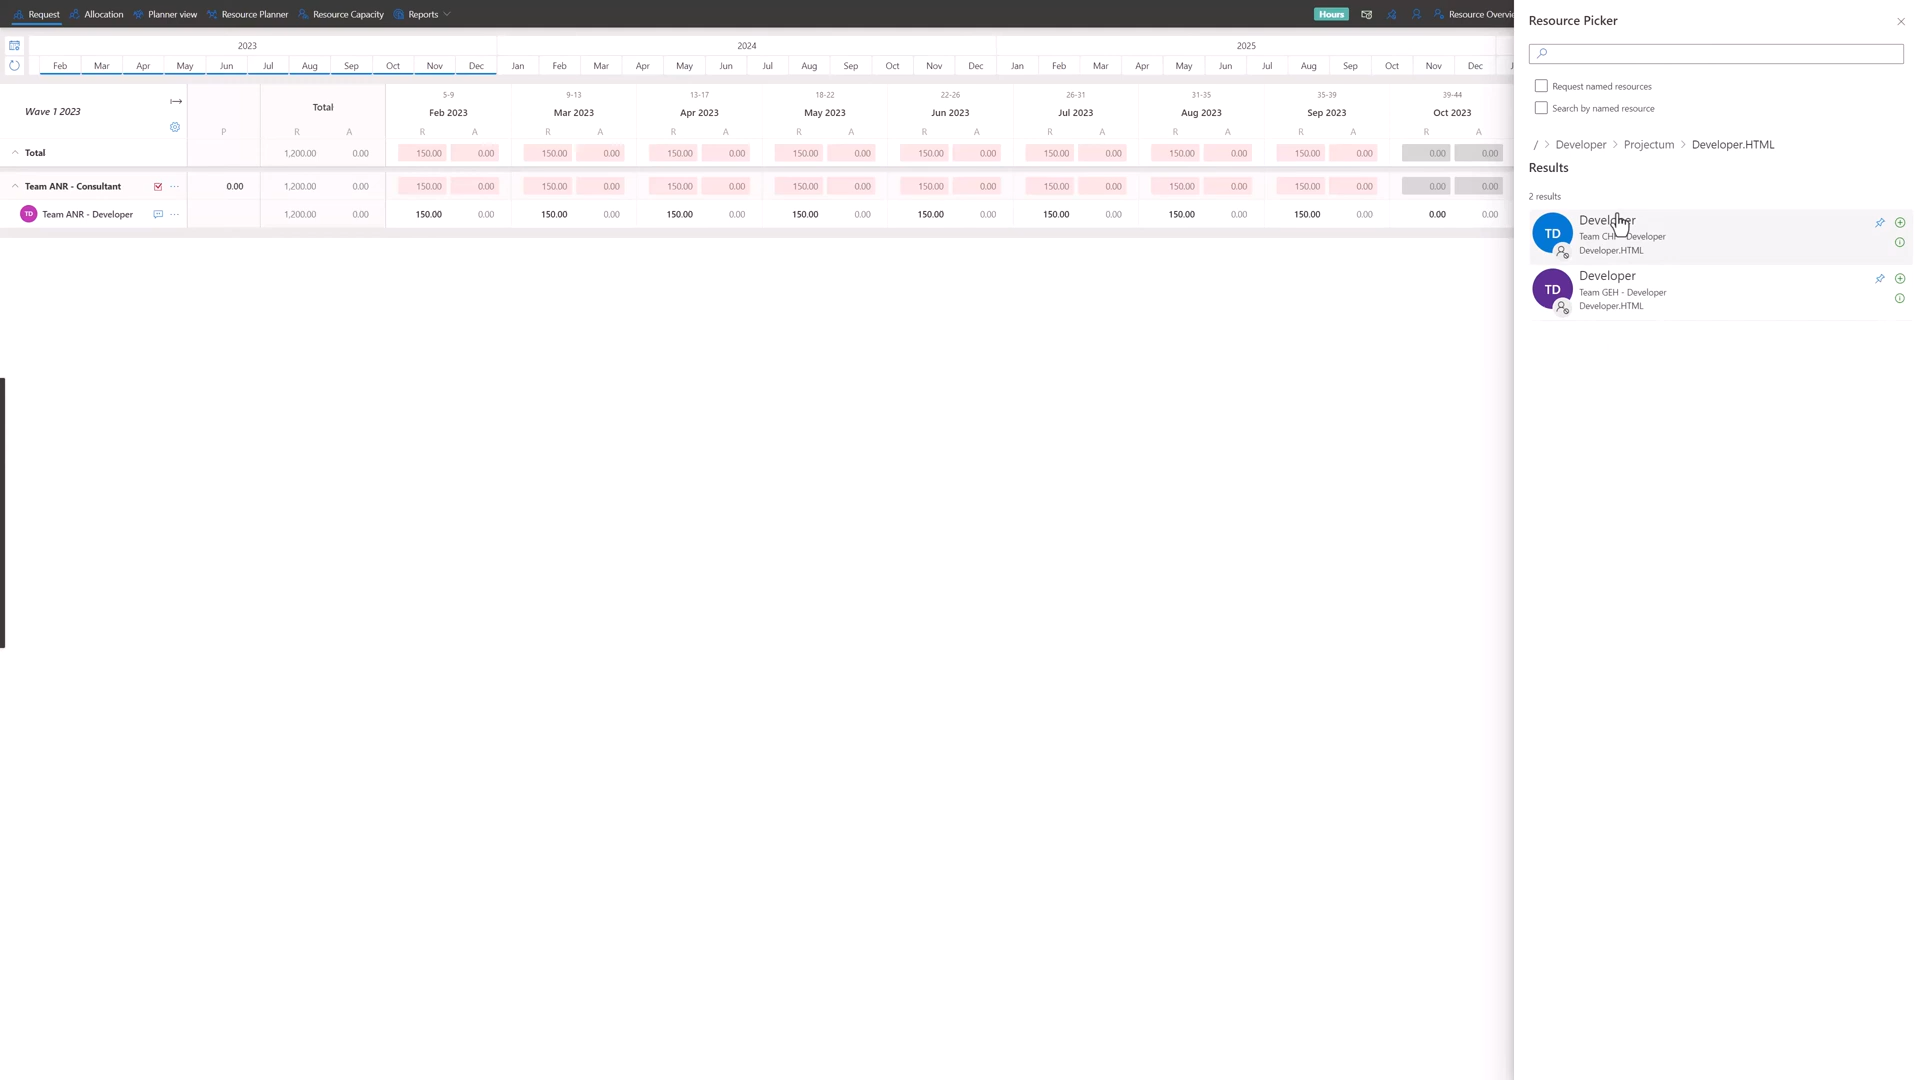 Request Allocation Planner view Resource Planner Resource Capacity Reports Hours Resource Overvie
Resource Picker
2023 2024 2025
Feb Mar Apr May Jun Jul Aug Sep Oct Nov Dec Jan Feb Mar Apr May Jun Jul Aug Sep Oct Nov Dec Jan Feb Mar Apr May Jun Jul Aug Sep Oct Nov Dec
Wave 1 2023
P
Total
R A
5-9 9-13 13-17 18-22 22-26 26-31 31-35 35-39 39-44
Feb 2023 Mar 2023 Apr 2023 May 2023 Jun 2023 Jul 2023 Aug 2023 Sep 2023 Oct 2023
R A R A R A R A R A R A R A R A R A
Total 1,200.00 0.00 150.00 0.00 150.00 0.00 150.00 0.00 150.00 0.00 150.00 0.00 150.00 0.00 150.00 0.00 150.00 0.00 0.00 0.00
Team ANR - Consultant 0.00 1,200.00 0.00 150.00 0.00 150.00 0.00 150.00 0.00 150.00 0.00 150.00 0.00 150.00 0.00 150.00 0.00 150.00 0.00 0.00 0.00
TD Team ANR - Developer 1,200.00 0.00 150.00 0.00 150.00 0.00 150.00 0.00 150.00 0.00 150.00 0.00 150.00 0.00 150.00 0.00 150.00 0.00 0.00 0.00
Request named resources
Search by named resource
/ > Developer > Projectum > Developer.HTML
Results
2 results
TD
Developer
Team - Developer
Developer.HTML
TD
Developer
Team GEH - Developer
Developer.HTML